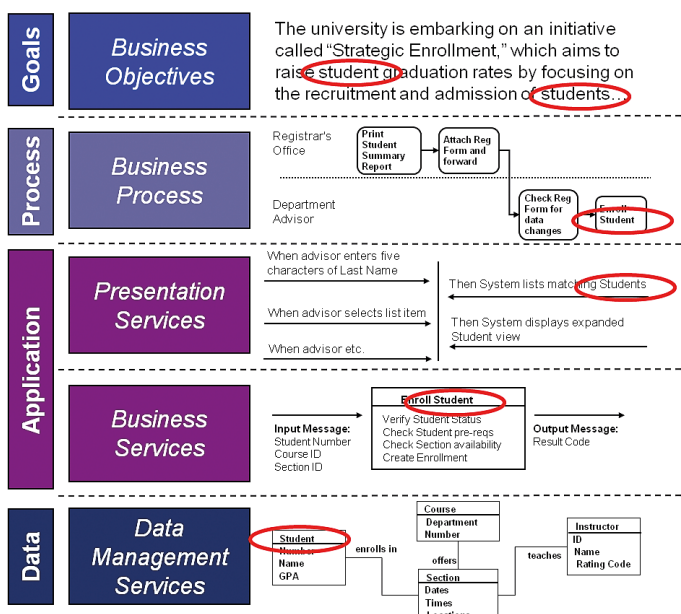 Goals
Business
Objectives
The university is embarking on an initiative
called “Strategic Enrollment,” which aims to
raise student graduation rates by focusing on
the recruitment and admission of students…
Process
Business
Process
Registrar's
Office
Print
Student
Summary
Report
Attach Reg
Form and
forward
Department
Advisor
Check Reg
Form for
data
changes
Enroll
Student
Application
Presentation
Services
When advisor enters five
characters of Last Name
Then System lists matching Students
When advisor selects list item
Then System displays expanded
Student view
When advisor etc.
Business
Services
Input Message:
Student Number
Course ID
Section ID
Enroll Student
Verify Student Status
Check Student pre-reqs
Check Section availability
Create Enrollment
Output Message:
Result Code
Data
Data
Management
Services
Student
Number
Name
GPA
enrolls in
Course
Department
Number
offers
Section
Dates
Times
Locations
teaches
Instructor
ID
Name
Rating Code